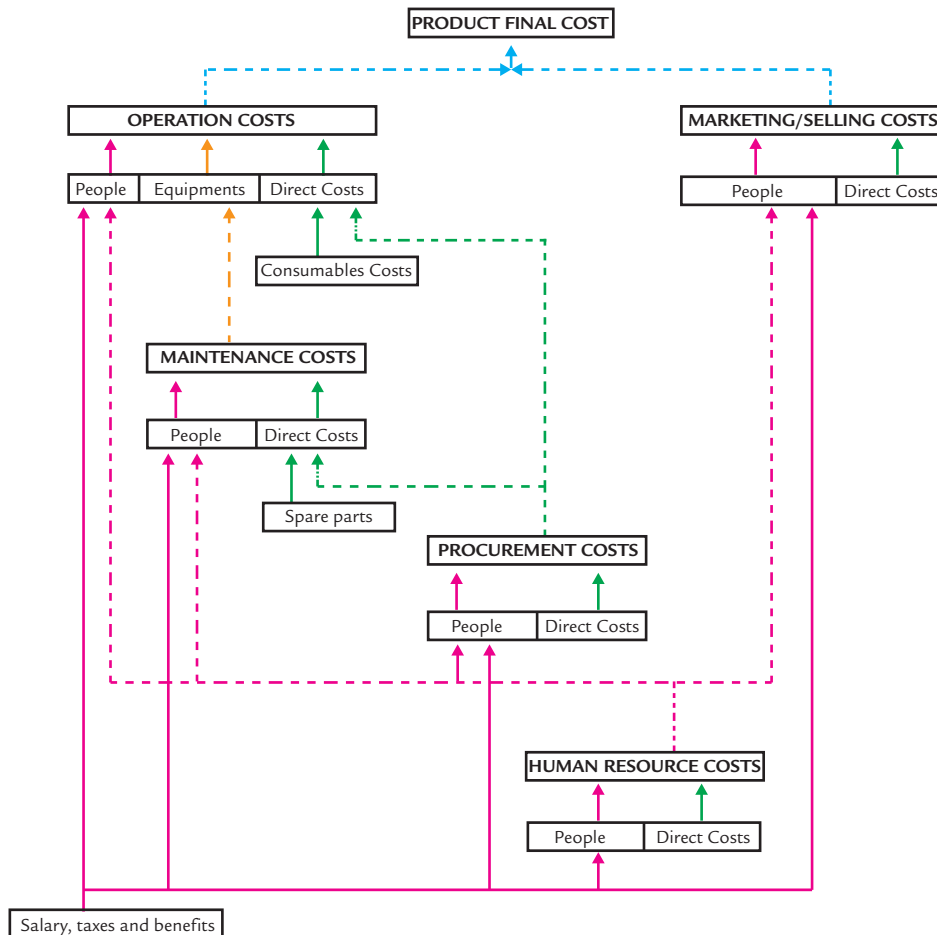 PRODUCT FINAL COST
OPERATION COSTS
MARKETING/SELLING COSTS
People
Equipments
Direct Costs
People
Direct Costs
Consumables Costs
MAINTENANCE COSTS
People
Direct Costs
Spare parts
PROCUREMENT COSTS
People
Direct Costs
HUMAN RESOURCE COSTS
People
Direct Costs
Salary, taxes and benefits